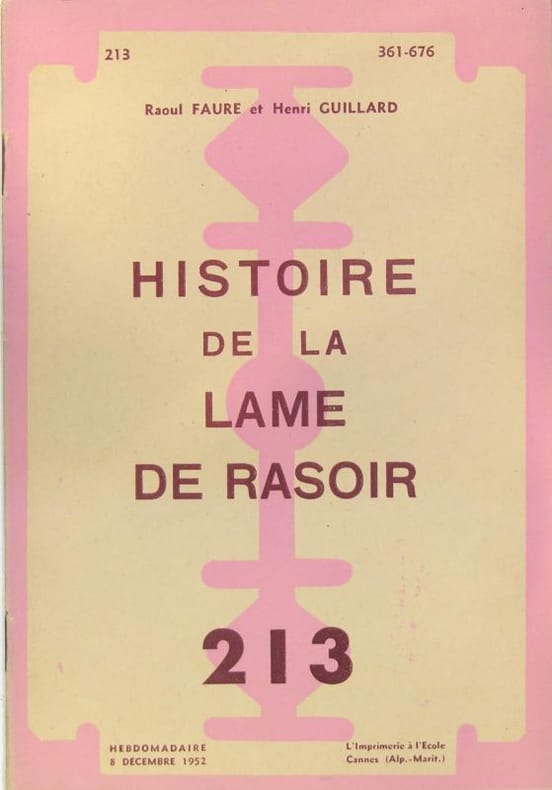 213
361-676
Raoul FAURE et Henri GUILLARD
HISTOIRE
DE LA
LAME
DE RASOIR
213
HEBDOMADAIRE
8 DÉCEMBRE 1952
L'Imprimerie à l'Ecole
Cannes (Alp.-Marit.)